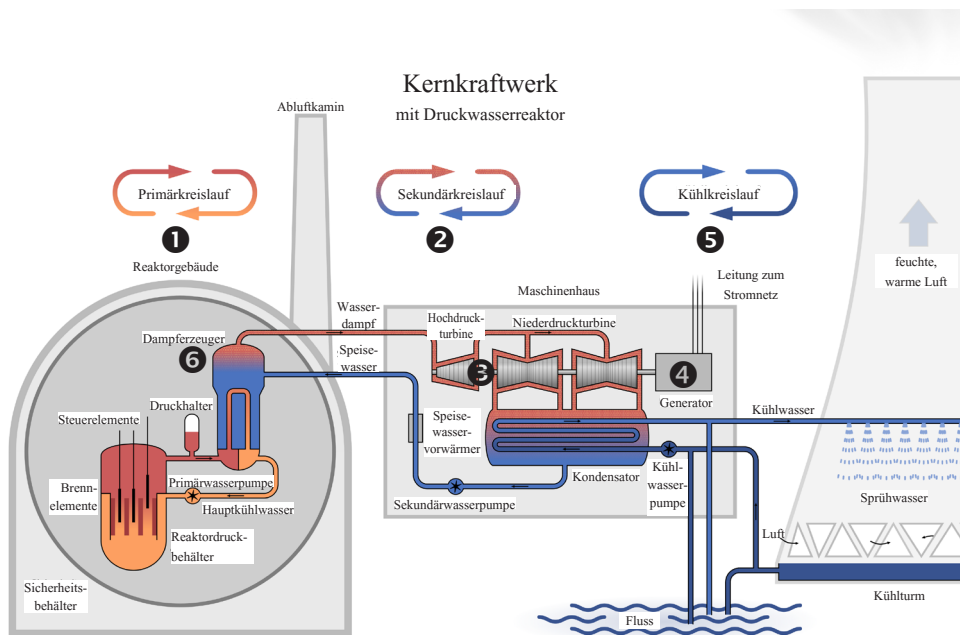 Kernkraftwerk
mit Druckwasserreaktor
Abluftkamin
Primärkreislauf
Sekundärkreislauf
Kühlkreislauf
1
2
5
Reaktorgebäude
Leitung zum
Stromnetz
feuchte,
warme Luft
Maschinenhaus
Wasser-
dampf
Hochdruck-
turbine
Niederdruckturbine
Dampferzeuger
6
Speise-
wasser
3
4
Generator
Steuerelemente
Druckhalter
Speise-
wasser-
vorwärmer
Kühlwasser
Brenn-
elemente
Primärwasserpumpe
Hauptkühlwasser
Sekundärwasserpumpe
Kondensator
Kühl-
wasser-
pumpe
Sprühwasser
Reaktordruck-
behälter
Luft
Sicherheits-
behälter
Fluss
Kühlturm